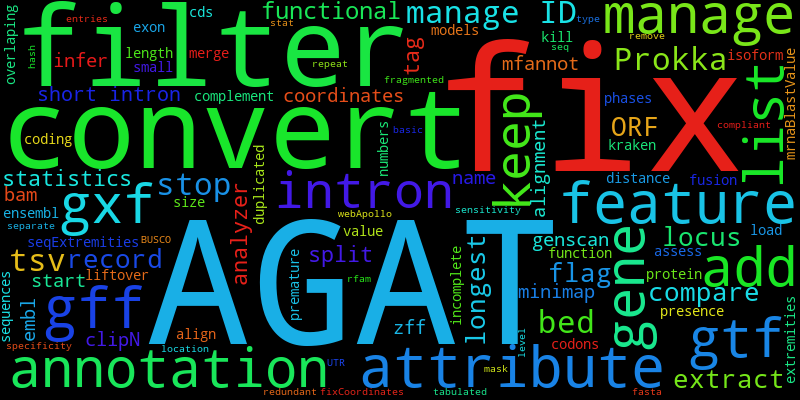 overlaping
entries
cds
exon
stat
functional
manage
ID
type
manage
filter
hash
infer
length
merge
small
repeat
models
tag
kill
seq
remove
Prokka
isoform
mfannot
fragmented
fix
short intron
complement
coordinates
phases
list
mrnaBlastValue
convert
coding
numbers
basic
keep
alignment
ORF
kraken
compliant
statistics
bam
stop
size
duplicated
intron
name
distance
fusion
ensembl
separate
gxf
analyzer
webApollo
sensitivity
feature
seqExtremities
BUSCO
value
genscan
function
locus
load
tsv
record
liftover
AGAT
premature
split
rfam
incomplete
longest
flag
gene
assess
protein
add
start
sequences
embl
gff
clipN
align
zff
minimap
compare
presence
bed
level
codons
gtf
extremities
specificity
location
annotation
UTR
attribute
mask
extract
redundant
fixCoordinates
tabulated
fasta